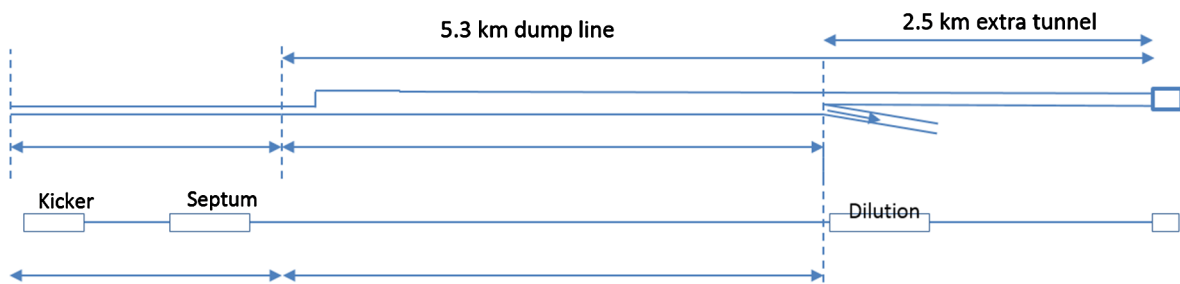 5.3 km dump line
2.5 km extra tunnel
Kicker
Septum
Dilution